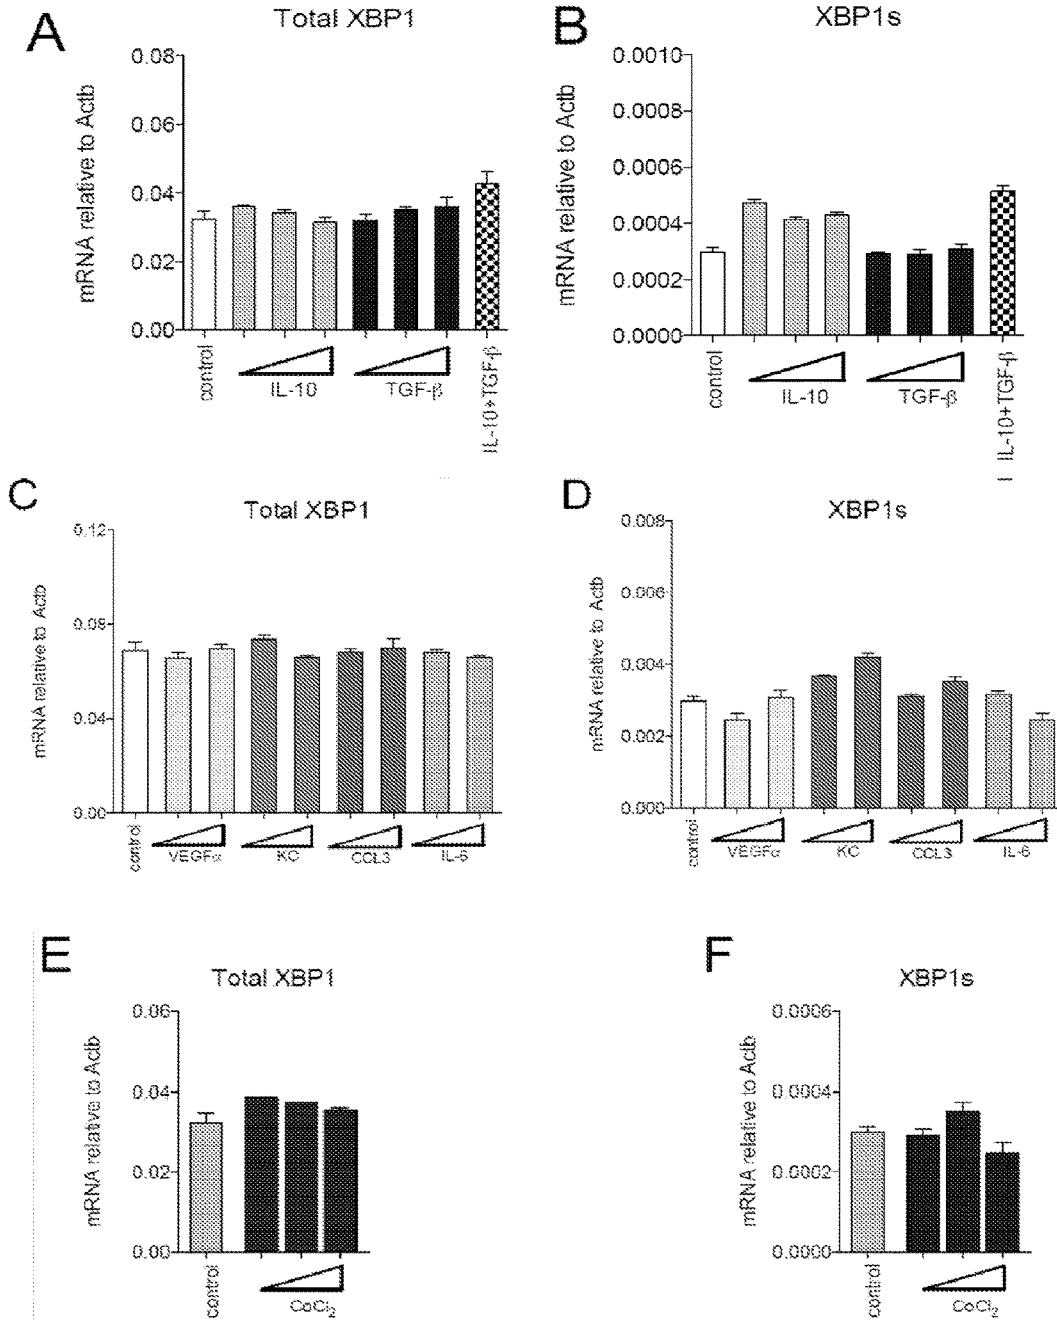 A
Total XBP1
mRNA relative to Actb
0.08
0.06
0.04
0.02
0.00
control
IL-10
TGF-β
IL-10+TGF-β
B
XBP1s
mRNA relative to Actb
0.0010
0.0008
0.0006
0.0004
0.0002
0.0000
control
IL-10
TGF-β
IL-10+TGF-β
C
Total XBP1
mRNA relative to Actb
0.12
0.08
0.04
0.00
control
VEGFα
KC
CCL3
IL-6
D
XBP1s
mRNA relative to Actb
0.008
0.006
0.004
0.002
0.000
control
VEGFα
KC
CCL3
IL-6
E
Total XBP1
mRNA relative to Actb
0.06
0.04
0.02
0.00
control
CoCl2
F
XBP1s
mRNA relative to Actb
0.0006
0.0004
0.0002
0.0000
control
CoCl2